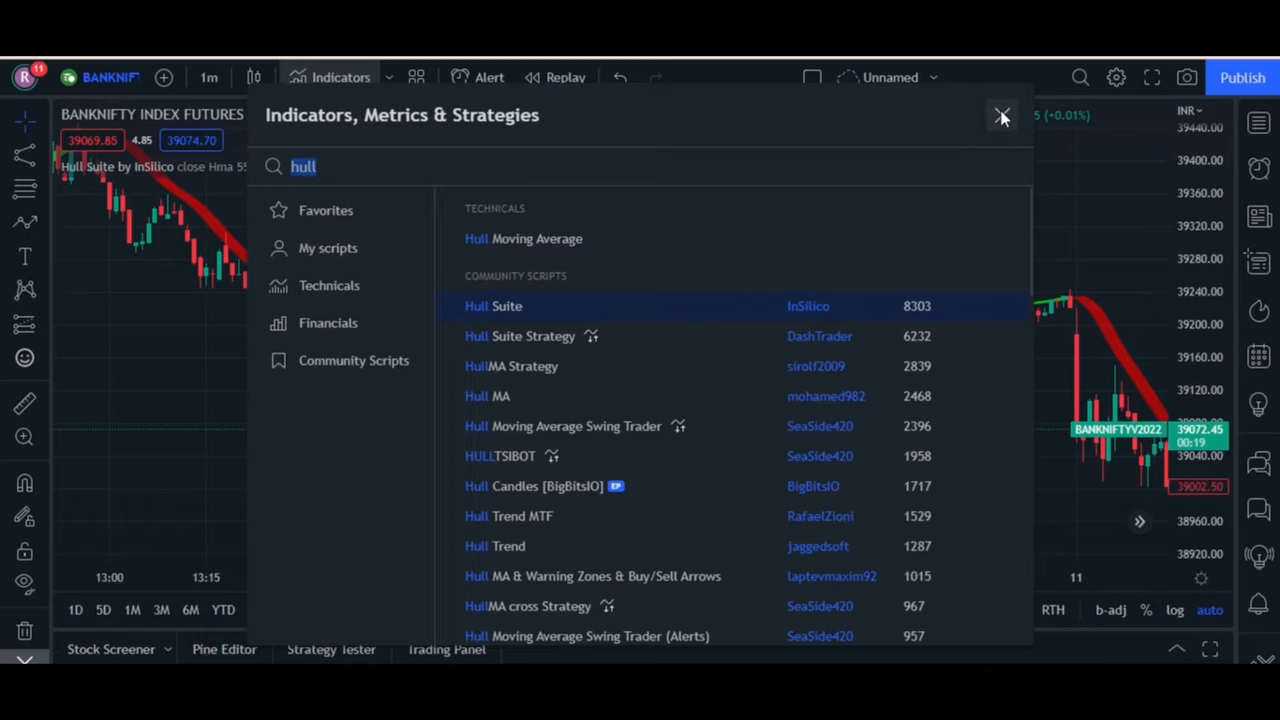 R 11 BANKNIF 1m Indicators Alert Replay Unnamed Publish
BANKNIFTY INDEX FUTURES
39069.85 4.85 39074.70
Hull Suite by InSilico close Hma 55
Indicators, Metrics & Strategies
5 (+0.01%)
INR
hull
Favorites
My scripts
Technicals
Financials
Community Scripts
TECHNICALS
Hull Moving Average
COMMUNITY SCRIPTS
Hull Suite InSilico 8303
Hull Suite Strategy DashTrader 6232
HullMA Strategy sirolf2009 2839
Hull MA mohamed982 2468
Hull Moving Average Swing Trader SeaSide420 2396
HULLTSIBOT SeaSide420 1958
Hull Candles [BigBitsIO] EP BigBitsIO 1717
Hull Trend MTF RafaelZioni 1529
Hull Trend jaggedsoft 1287
Hull MA & Warning Zones & Buy/Sell Arrows laptevmaxim92 1015
HullMA cross Strategy SeaSide420 967
Hull Moving Average Swing Trader (Alerts) SeaSide420 957
39440.00
39400.00
39360.00
39320.00
39280.00
39240.00
39200.00
39160.00
39120.00
BANKNIFTYV2022 39072.45
00:19
39040.00
39002.50
38960.00
38920.00
13:00 13:15 11
1D 5D 1M 3M 6M YTD RTH b-adj % log auto
Stock Screener Pine Editor Strategy Tester Trading Panel